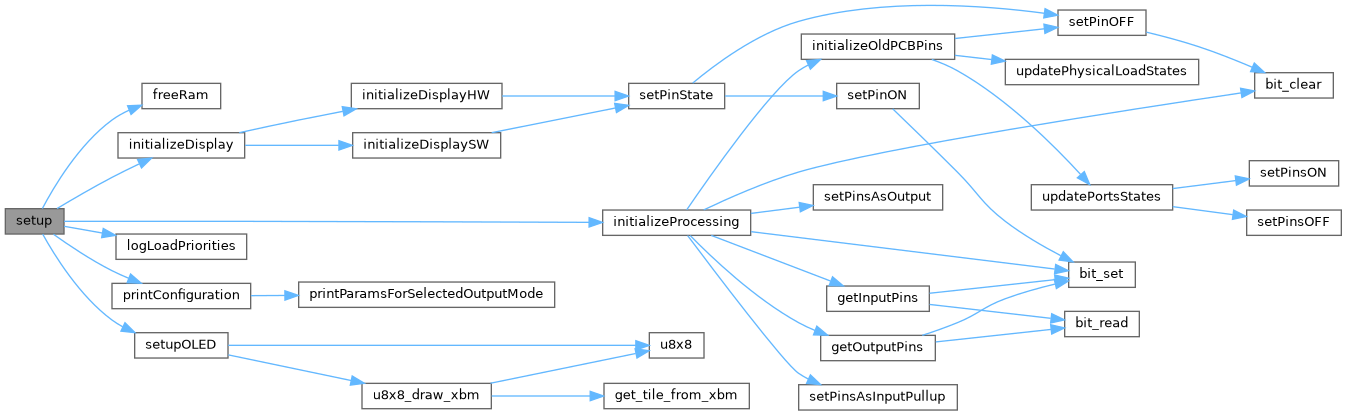 setup
freeRam
initializeDisplay
initializeDisplayHW
initializeDisplaySW
setPinState
setPinOFF
bit_clear
setPinON
bit_set
initializeProcessing
initializeOldPCBPins
updatePhysicalLoadStates
updatePortsStates
setPinsON
setPinsOFF
setPinsAsOutput
getInputPins
bit_read
getOutputPins
setPinsAsInputPullup
logLoadPriorities
printConfiguration
printParamsForSelectedOutputMode
setupOLED
u8x8
u8x8_draw_xbm
get_tile_from_xbm